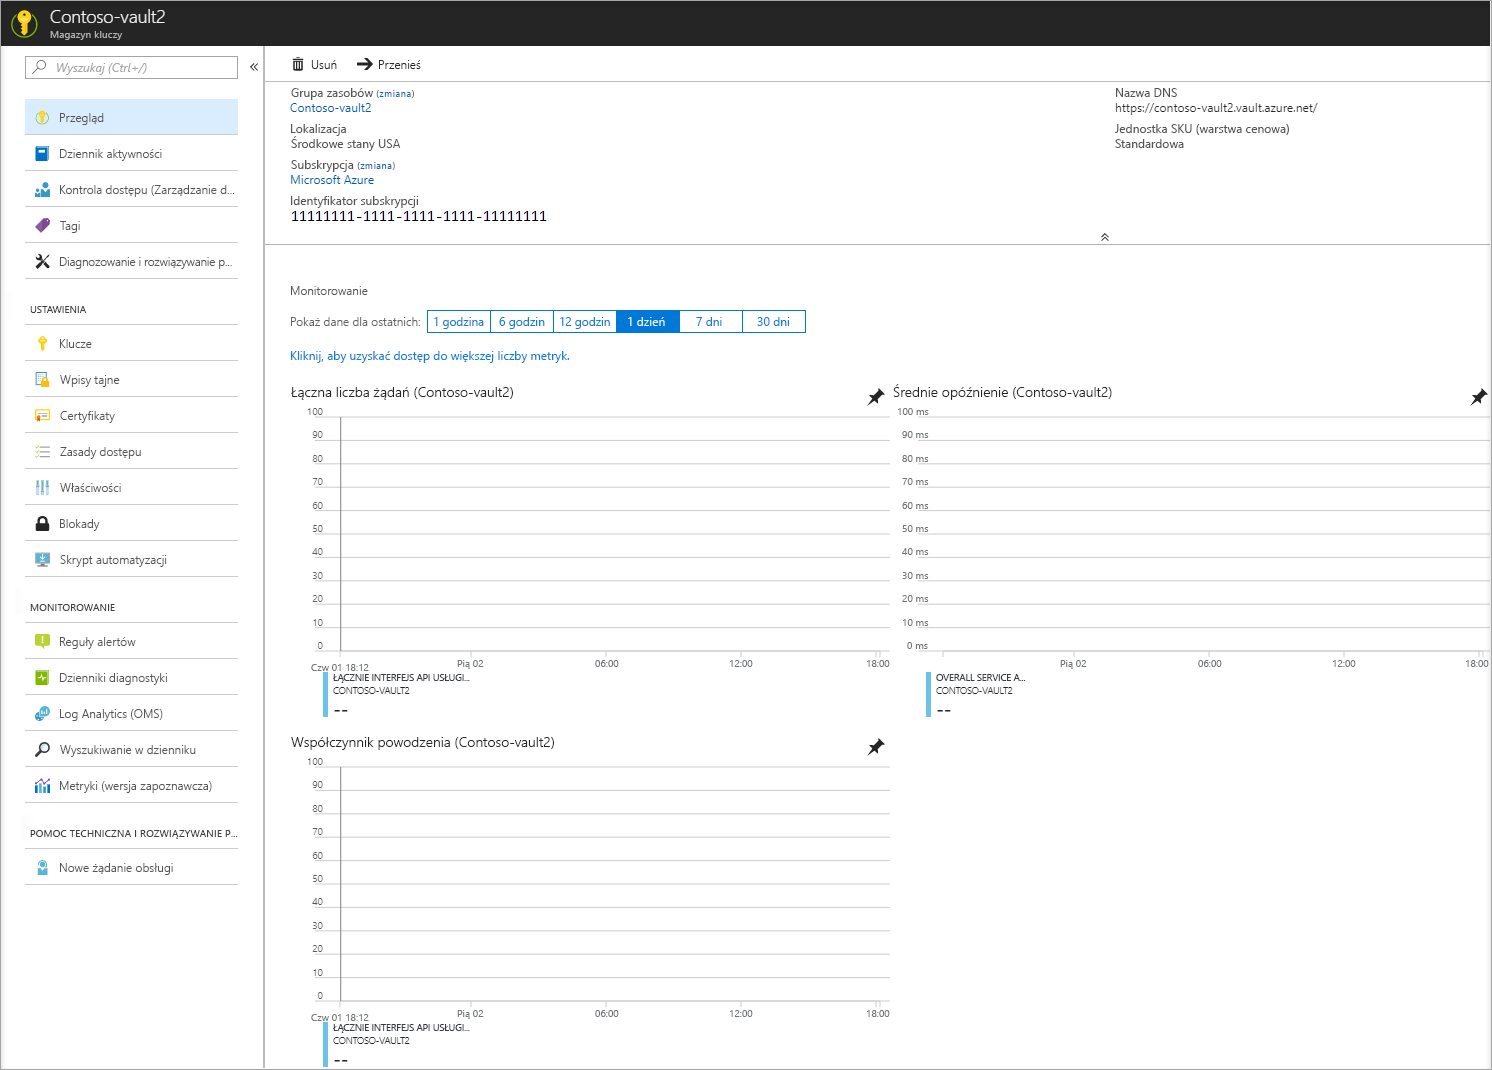 Contoso-vault2
Magazyn kluczy
Wyszukaj (Ctrl+/)
«
Przegląd
Dziennik aktywności
Kontrola dostępu (Zarządzanie d...
Tagi
Diagnozowanie i rozwiązywanie p...
USTAWIENIA
Klucze
Wpisy tajne
Certyfikaty
Zasady dostępu
Właściwości
Blokady
Skrypt automatyzacji
MONITOROWANIE
Reguły alertów
Dzienniki diagnostyki
Log Analytics (OMS)
Wyszukiwanie w dzienniku
Metryki (wersja zapoznawcza)
POMOC TECHNICZNA I ROZWIĄZYWANIE P...
Nowe żądanie obsługi
Usuń Przenieś
Grupa zasobów (zmiana)
Contoso-vault2
Lokalizacja
Środkowe stany USA
Subskrypcja (zmiana)
Microsoft Azure
Identyfikator subskrypcji
11111111-1111-1111-1111-11111111
Nazwa DNS
https://contoso-vault2.vault.azure.net/
Jednostka SKU (warstwa cenowa)
Standardowa
Monitorowanie
Pokaż dane dla ostatnich: 1 godzina 6 godzin 12 godzin 1 dzień 7 dni 30 dni
Kliknij, aby uzyskać dostęp do większej liczby metryk.
Łączna liczba żądań (Contoso-vault2)
100
90
80
70
60
50
40
30
20
10
0
Czw 01 18:12 Pią 02 06:00 12:00 18:00
ŁĄCZNIE INTERFEJS API USŁUGI...
CONTOSO-VAULT2
--
Średnie opóźnienie (Contoso-vault2)
100 ms
90 ms
80 ms
70 ms
60 ms
50 ms
40 ms
30 ms
20 ms
10 ms
0 ms
Pią 02 06:00 12:00 18:00
OVERALL SERVICE A...
CONTOSO-VAULT2
--
Współczynnik powodzenia (Contoso-vault2)
100
90
80
70
60
50
40
30
20
10
0
Czw 01 18:12 Pią 02 06:00 12:00 18:00
ŁĄCZNIE INTERFEJS API USŁUGI...
CONTOSO-VAULT2
--